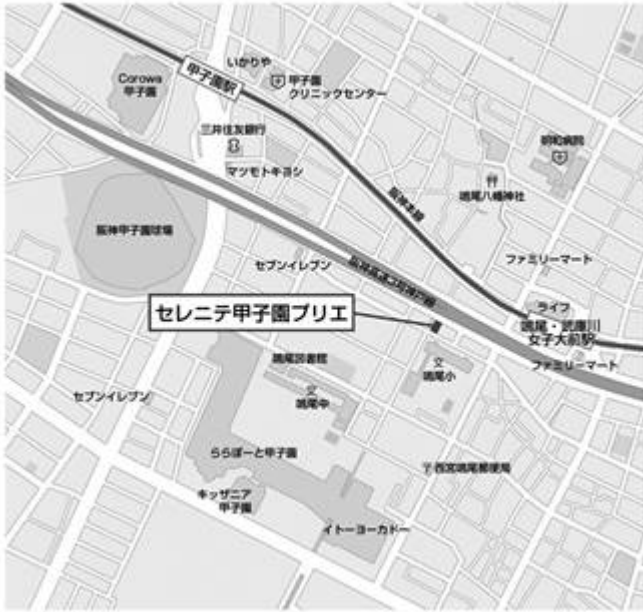 いかりや
Corowa
甲子園
甲子園駅
甲子園
クリニックセンター
三井住友銀行
マツモトキヨシ
明和病院
鳴尾八幡神社
阪神本線
阪神甲子園球場
セブンイレブン
阪神高速3号神戸線
ファミリーマート
セレニテ甲子園プリエ
ライフ
鳴尾・武庫川
女子大前駅
ファミリーマート
鳴尾図書館
鳴尾小
鳴尾中
セブンイレブン
ららぽーと甲子園
西宮鳴尾郵便局
キッザニア
甲子園
イトーヨーカドー